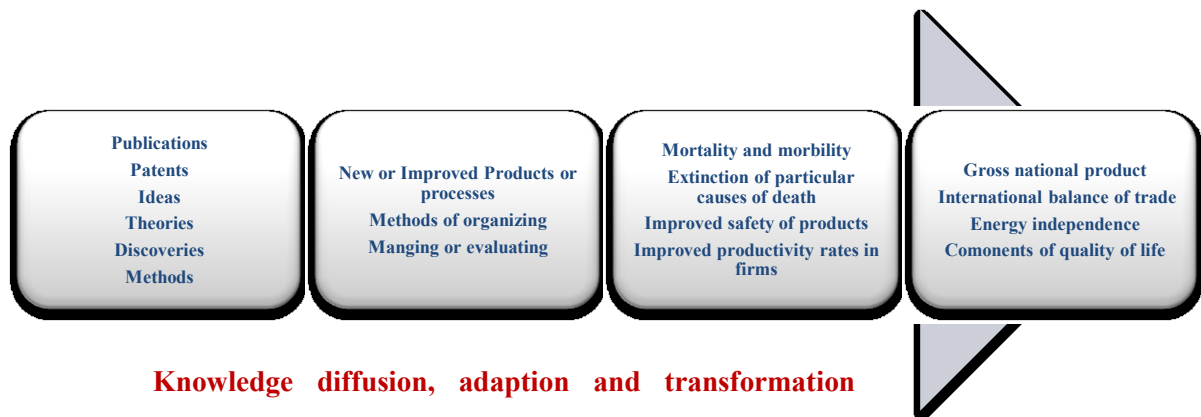 Publications
Patents
Ideas
Theories
Discoveries
Methods
New or Improved Products or
processes
Methods of organizing
Manging or evaluating
Mortality and morbility
Extinction of particular
causes of death
Improved safety of products
Improved productivity rates in
firms
Gross national product
International balance of trade
Energy independence
Comonents of quality of life
Knowledge diffusion, adaption and transformation